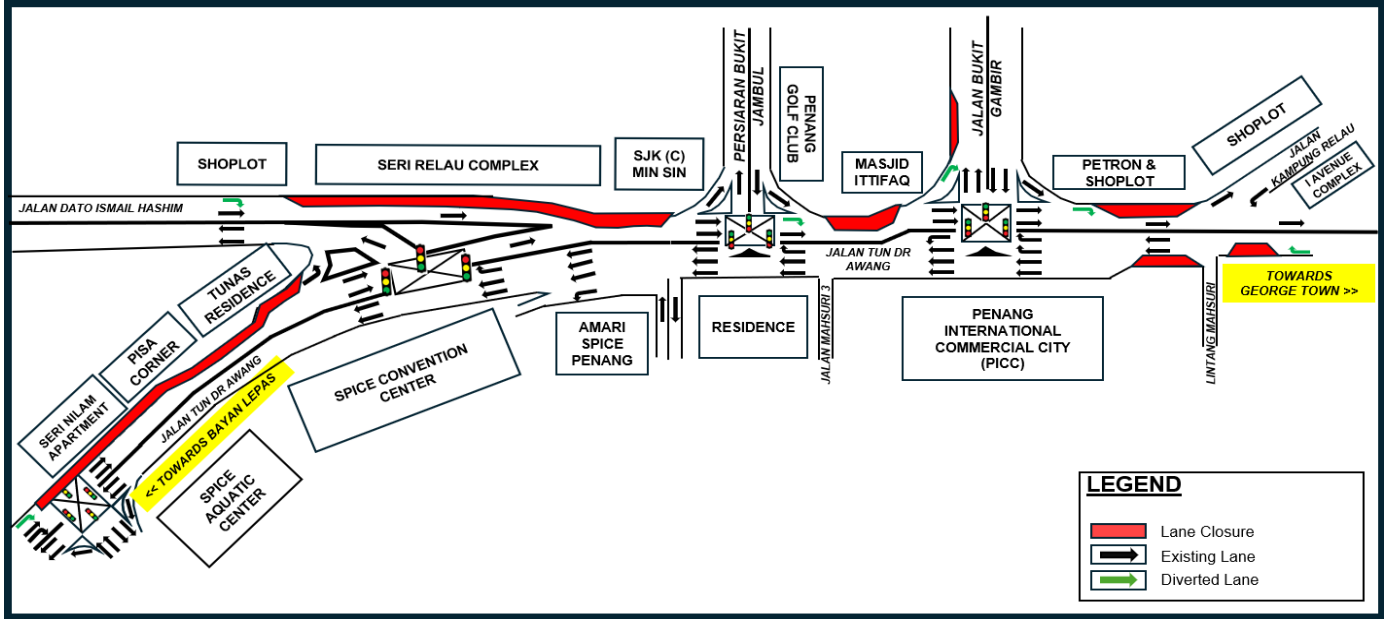 PERSIARAN BUKIT
JAMBUL
PENANG
GOLF CLUB
JALAN BUKIT
GAMBIR
SHOPLOT
SERI RELAU COMPLEX
SJK (C)
MIN SIN
MASJID
ITTIFAQ
PETRON &
SHOPLOT
SHOPLOT
JALAN
KAMPUNG RELAU
I AVENUE
COMPLEX
JALAN DATO ISMAIL HASHIM
JALAN TUN DR
AWANG
TUNAS
RESIDENCE
PISA
CORNER
SERI NILAM
APARTMENT
JALAN TUN DR AWANG
<< TOWARDS BAYAN LEPAS
SPICE
AQUATIC
CENTER
SPICE CONVENTION
CENTER
AMARI
SPICE
PENANG
RESIDENCE
JALAN MAHSURI 3
PENANG
INTERNATIONAL
COMMERCIAL CITY
(PICC)
LINTANG MAHSURI
TOWARDS
GEORGE TOWN >>
LEGEND
Lane Closure
Existing Lane
Diverted Lane